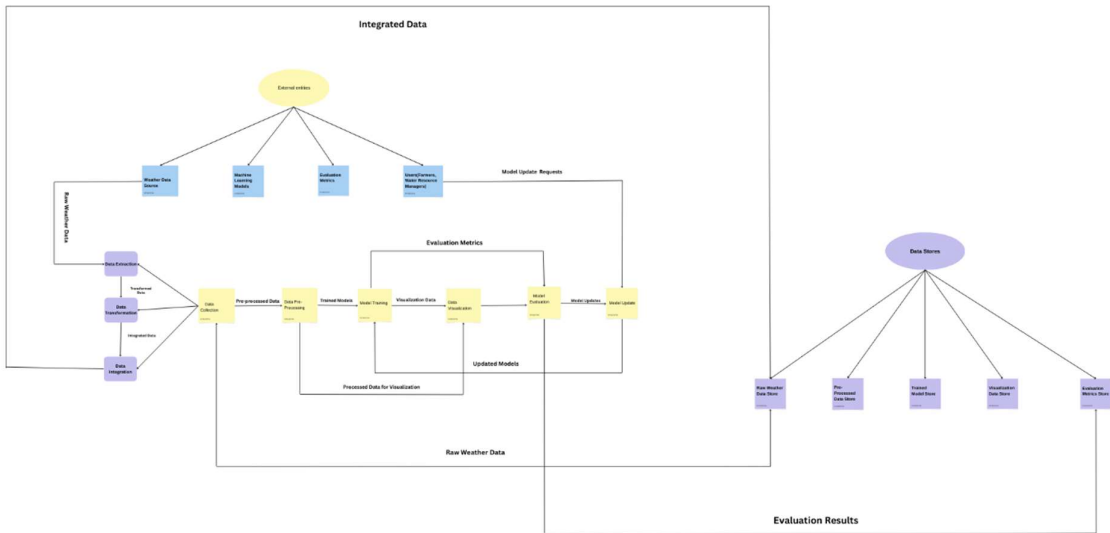 Integrated Data
External entries
Weather Data
Source
Machine
Learning
Models
Evaluation
Metrics
Users(Farmers,
Water Resource
Managers)
Model Update Requests
Raw Weather Data
Evaluation Metrics
Data Stores
Data Extraction
Transformed
Data
Data
Transformation
Integrated Data
Data
Integration
Data
Collection
Pre-processed Data
Data Pre-
Processing
Trained Models
Model Training
Visualization Data
Data
Visualization
Model
Evaluation
Model Updates
Model Update
Updated Models
Processed Data for Visualization
Raw Weather
Data Store
Pre-
Processed
Data Store
Trained
Model Store
Visualization
Data Store
Evaluation
Metrics Store
Raw Weather Data
Evaluation Results